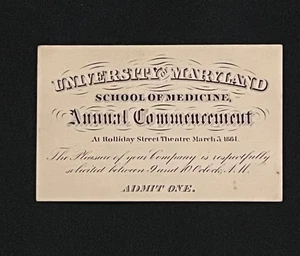 UNIVERSITY OF MARYLAND
SCHOOL OF MEDICINE,
Annual Commencement
At Holliday Street Theatre March 5 1861.
The Pleasure of your Company is respectfully
solicited between 9 and 10 O'clock, A.M.
ADMIT ONE.